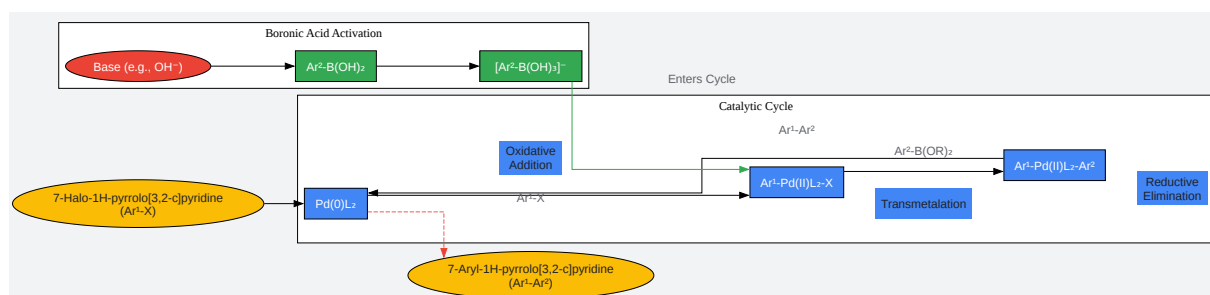 Boronic Acid Activation
Base (e.g., OH⁻)
Ar²-B(OH)₂
[Ar²-B(OH)₃]⁻
Enters Cycle
Catalytic Cycle
Ar¹-Ar²
Oxidative
Addition
Ar²-B(OR)₂
Ar¹-Pd(II)L₂-Ar²
Ar¹-Pd(II)L₂-X
Reductive
Elimination
7-Halo-1H-pyrrolo[3,2-c]pyridine
(Ar¹-X)
Pd(0)L₂
Ar¹-X
Transmetalation
7-Aryl-1H-pyrrolo[3,2-c]pyridine
(Ar¹-Ar²)